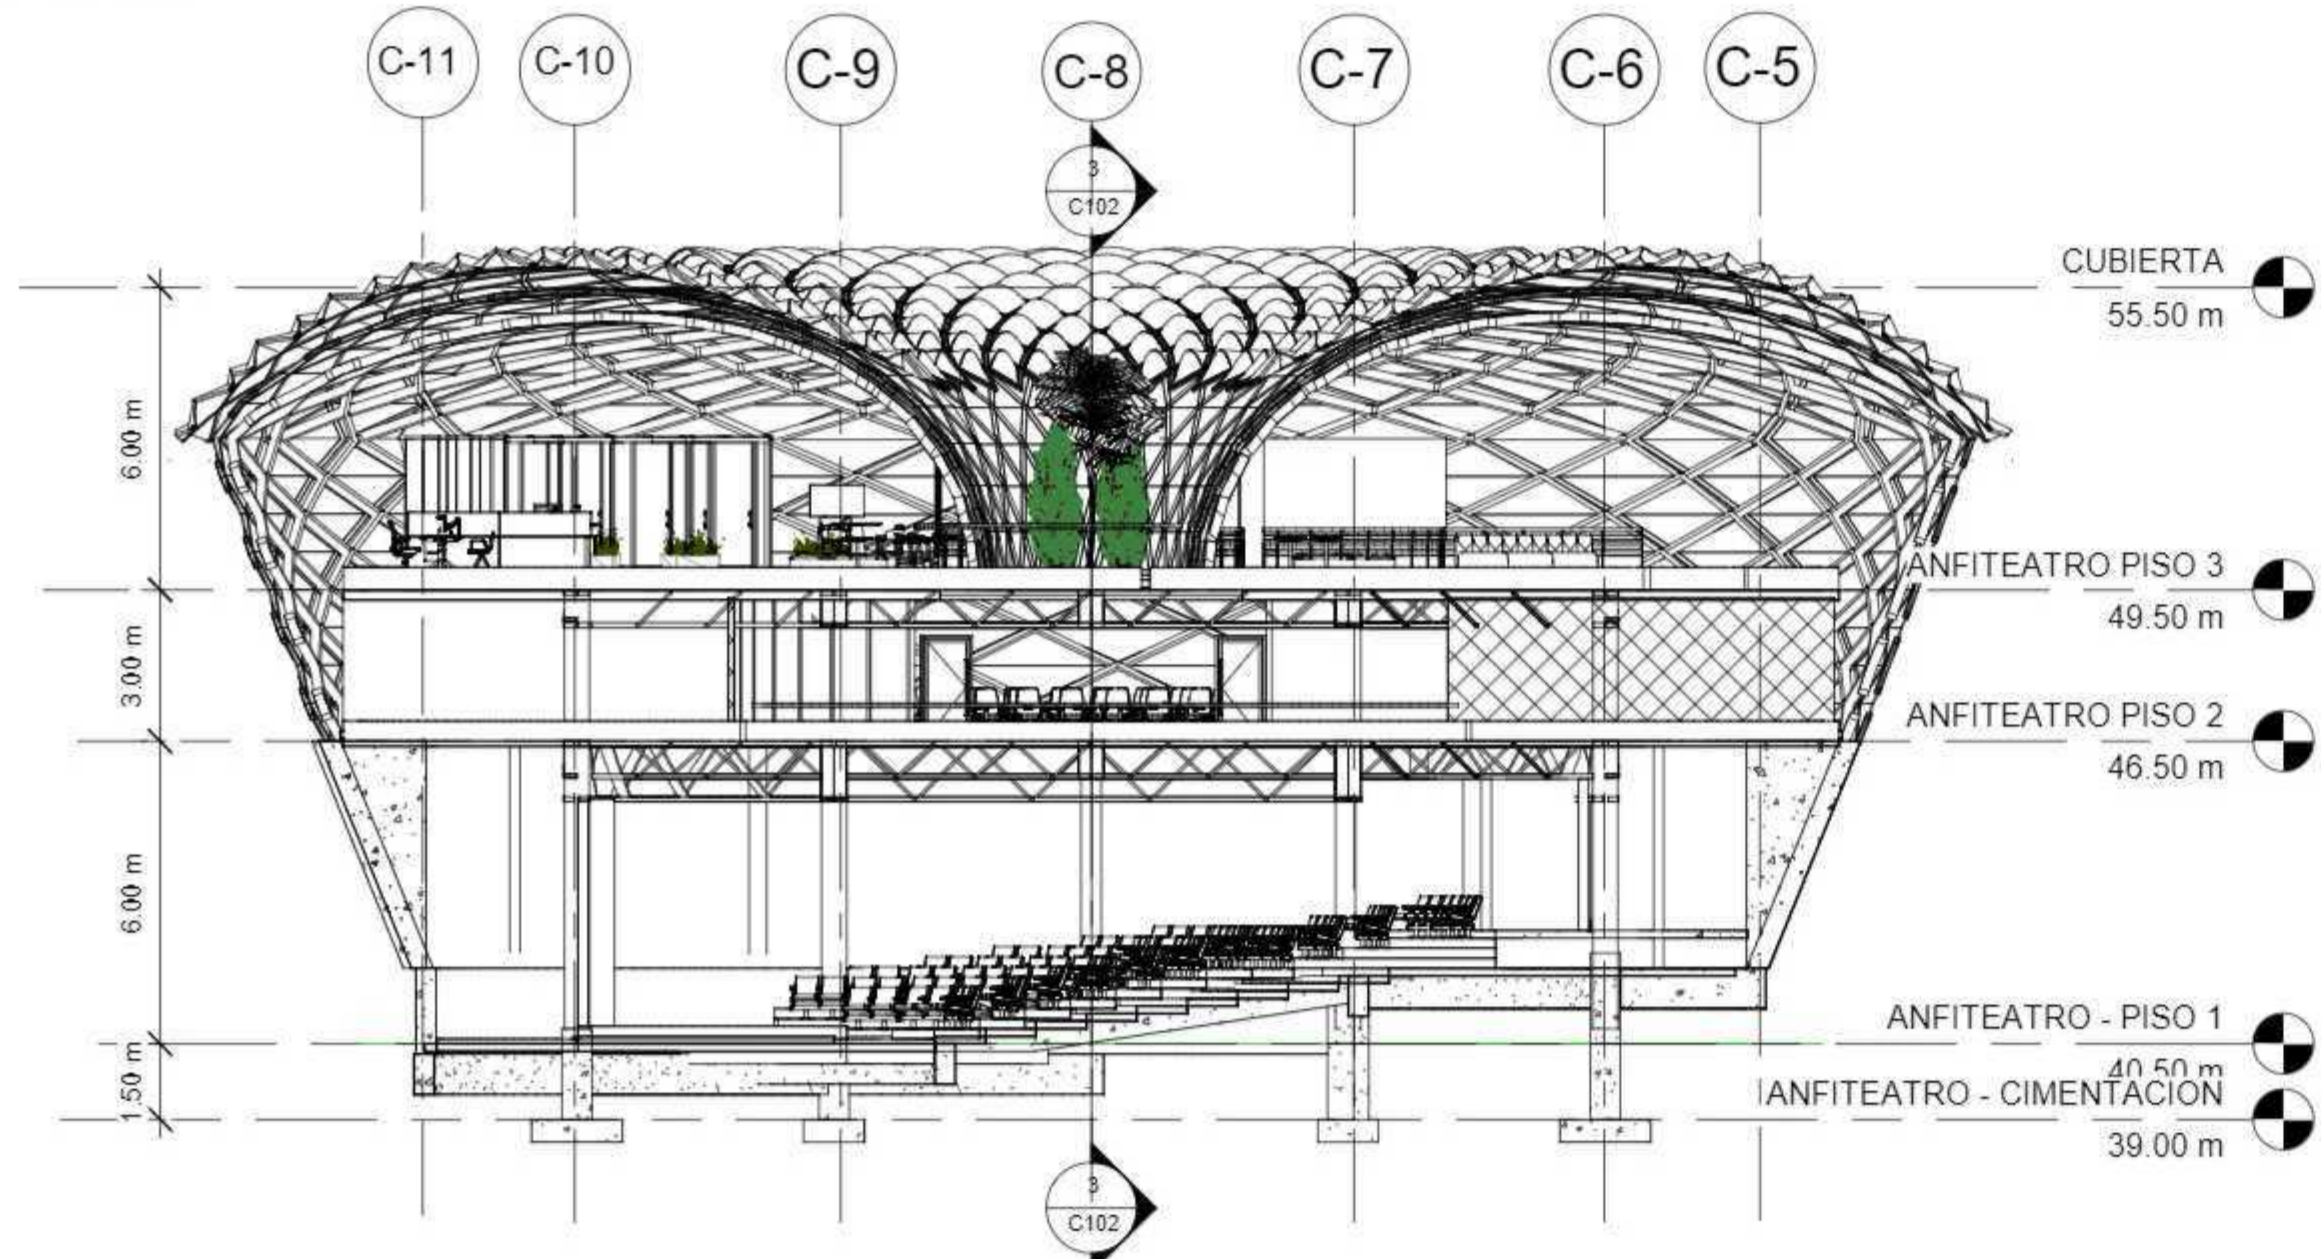 C-11
C-10
C-9
C-8
C-7
C-6
C-5
3
C102
CUBIERTA
55.50 m
6.00 m
ANFITEATRO PISO 3
49.50 m
3.00 m
ANFITEATRO PISO 2
46.50 m
6.00 m
ANFITEATRO - PISO 1
40.50 m
1.50 m
ANFITEATRO - CIMENTACION
39.00 m
3
C102